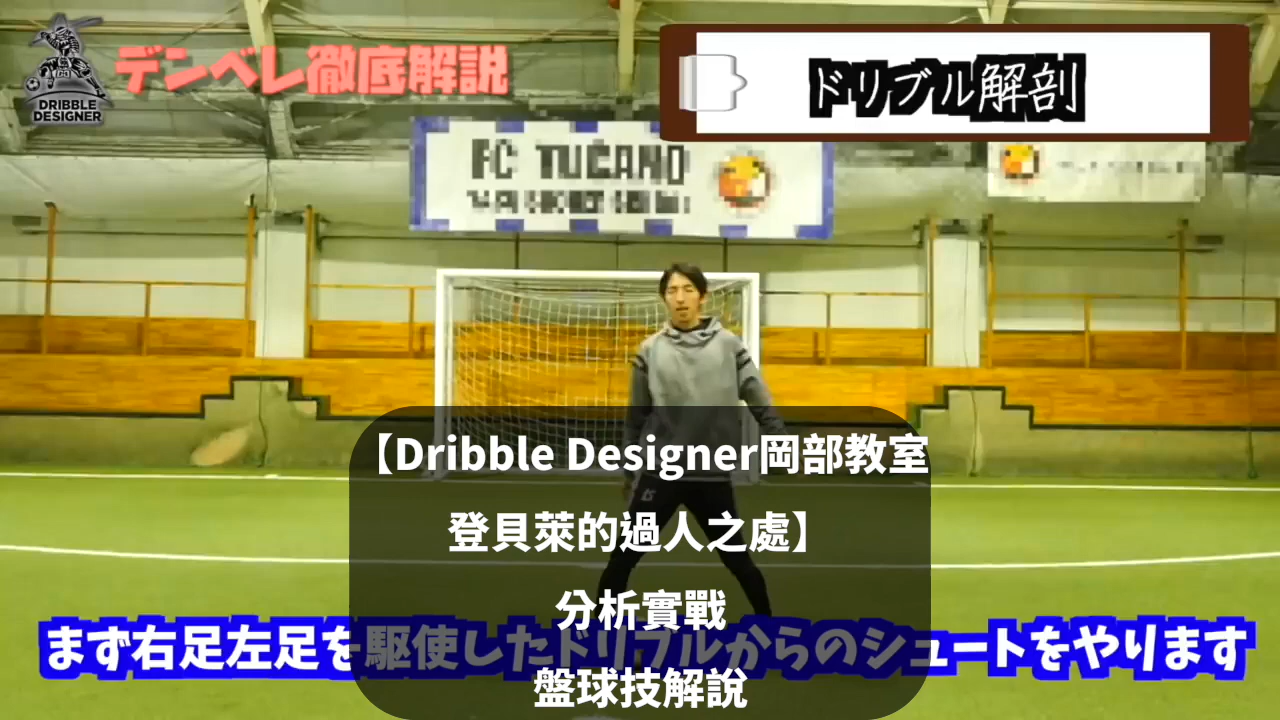 DRIBBLE
DESIGNER
デンベレ徹底解説
ドリブル解剖
FC TUCANO
【Dribble Designer岡部教室
登貝萊的過人之處】
分析實戰
盤球技解說
まず右足左足を駆使したドリブルからのシュートをやります